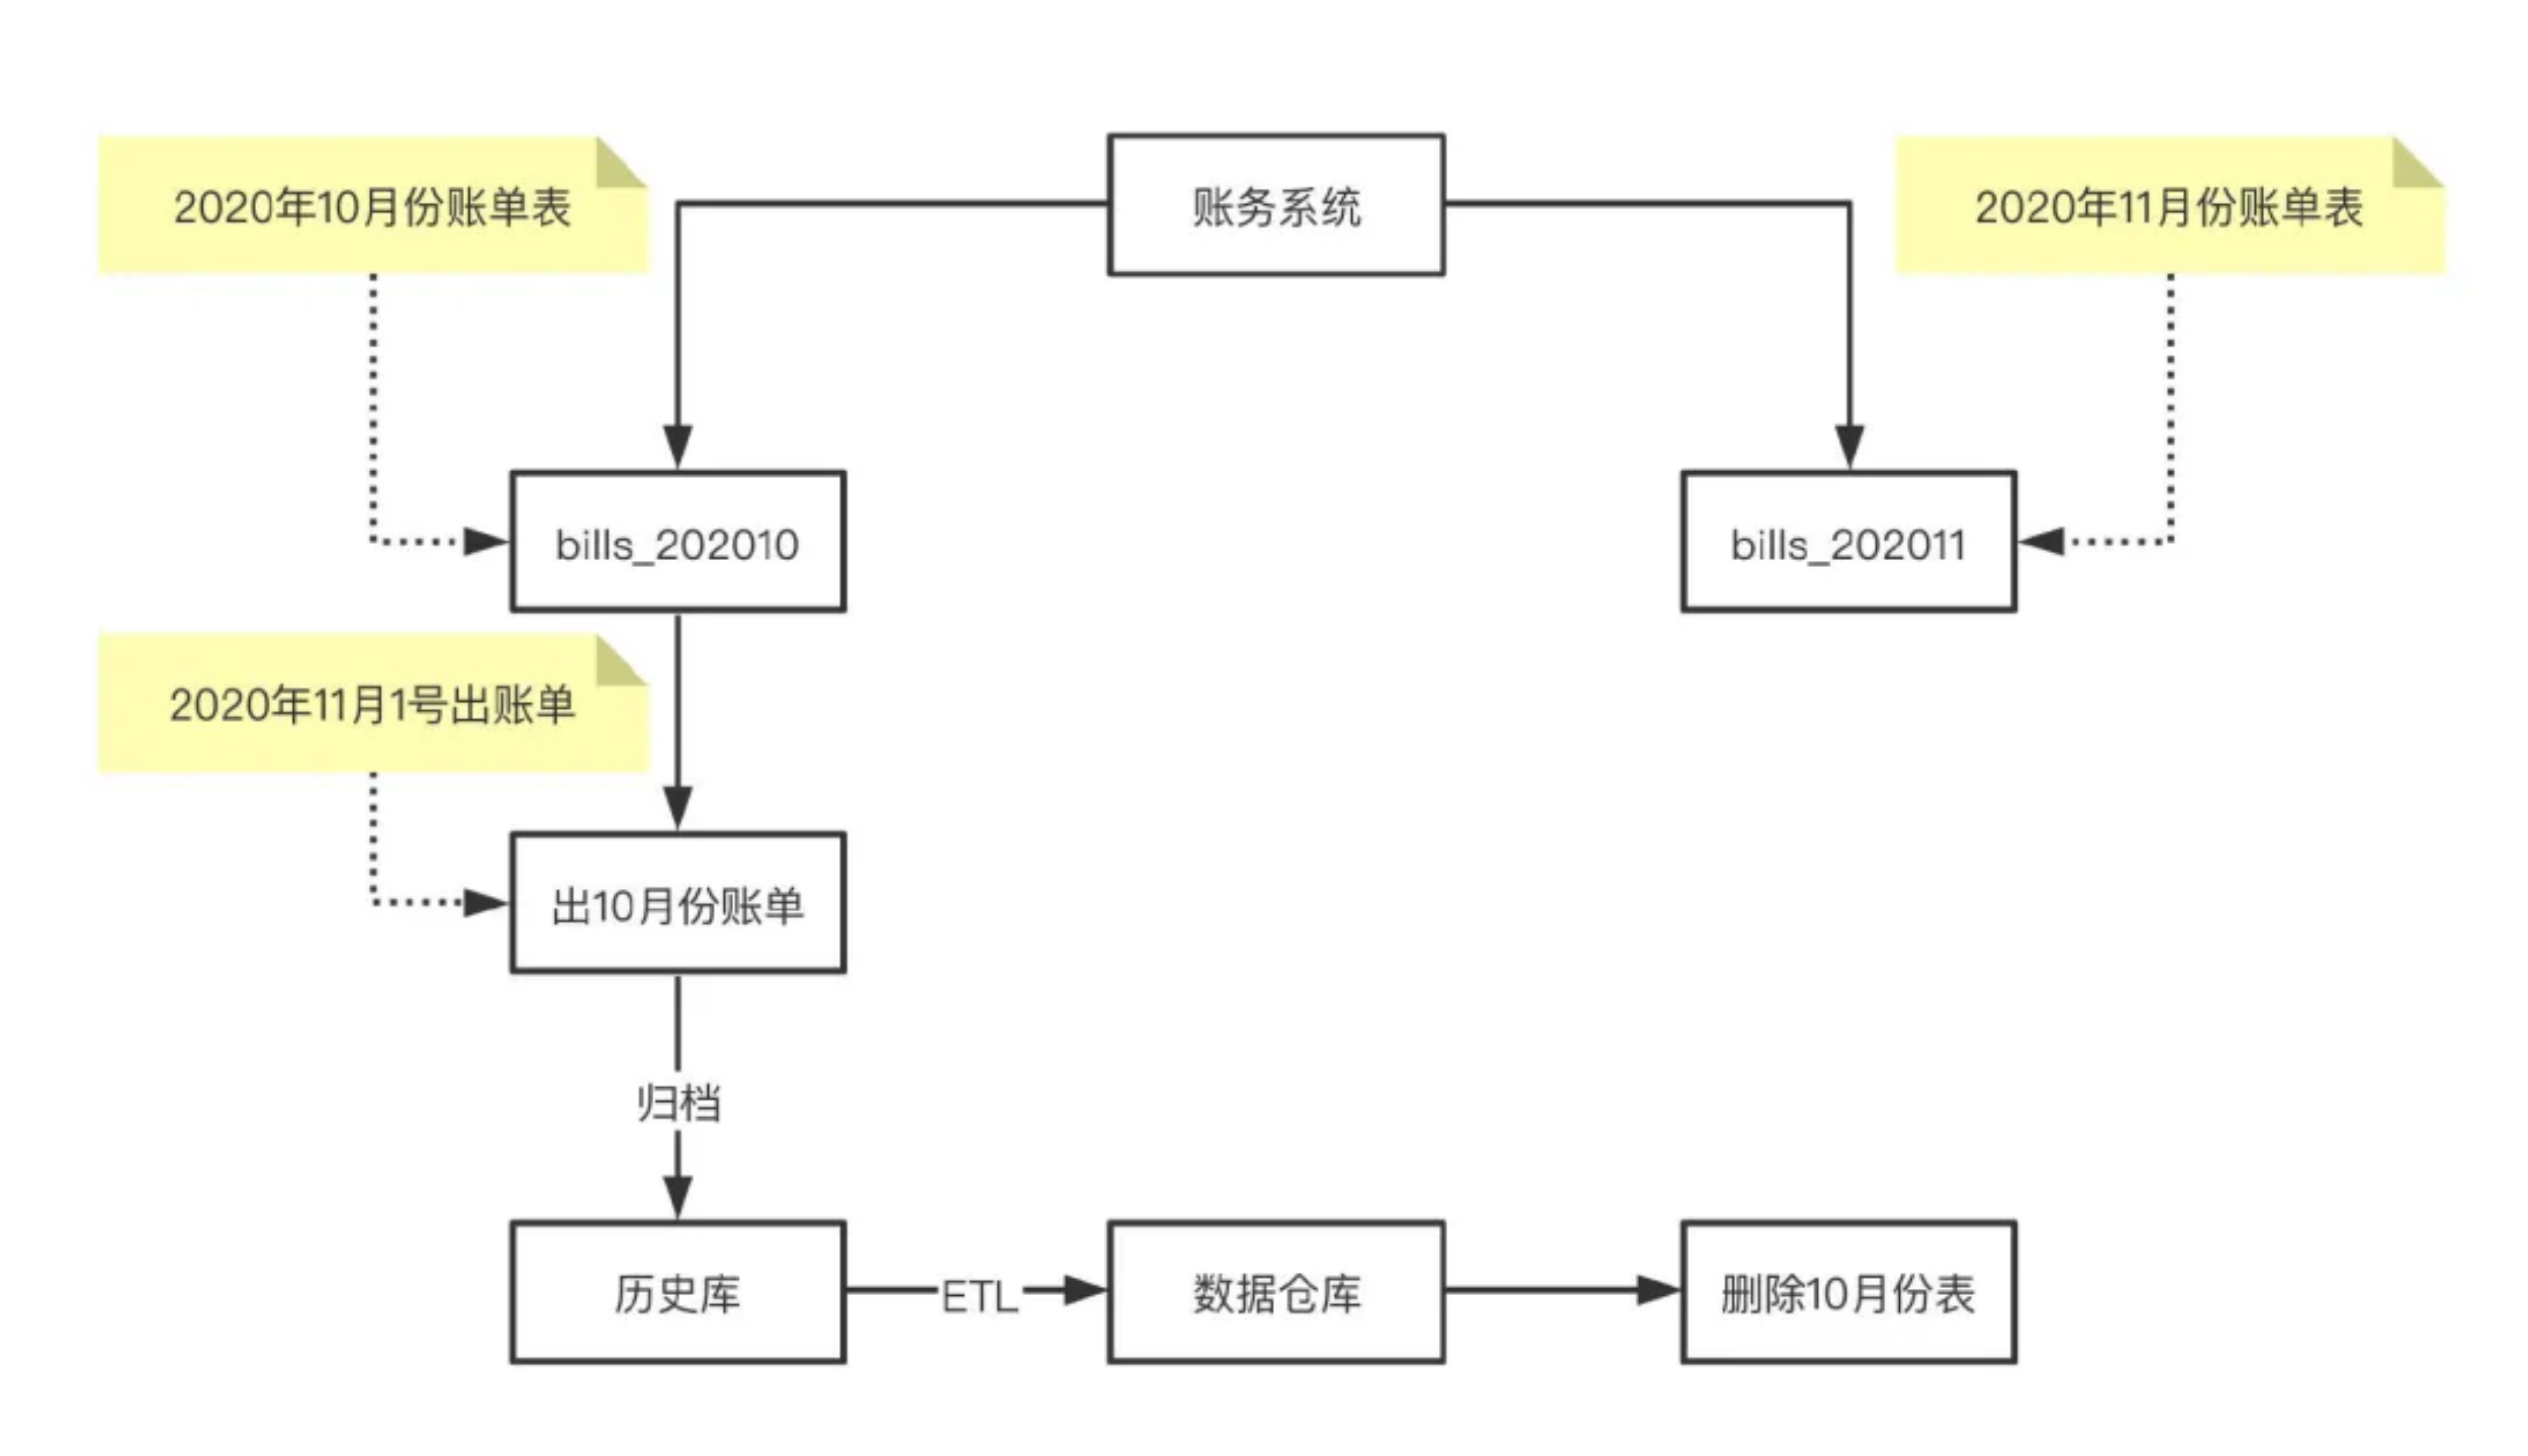 2020年10月份账单表
账务系统
2020年11月份账单表
bills_202010
bills_202011
2020年11月1号出账单
出10月份账单
归档
历史库
ETL
数据仓库
删除10月份表